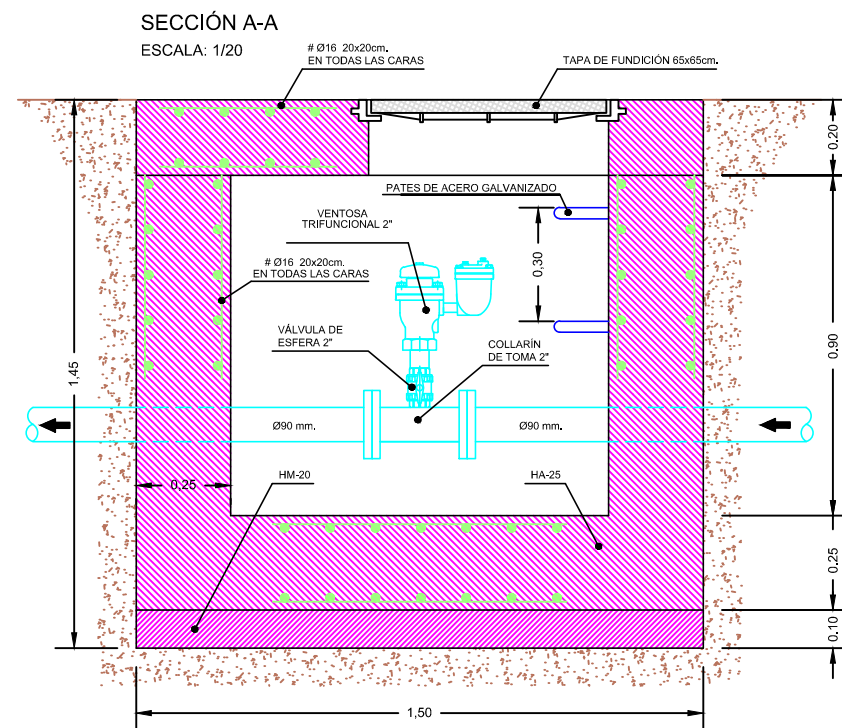 SECCIÓN A-A
ESCALA: 1/20
# Ø16 20x20cm.
EN TODAS LAS CARAS
TAPA DE FUNDICIÓN 65x65cm.
0.20
PATES DE ACERO GALVANIZADO
VENTOSA
TRIFUNCIONAL 2"
# Ø16 20x20cm.
EN TODAS LAS CARAS
0,30
VÁLVULA DE
ESFERA 2"
COLLARÍN
DE TOMA 2"
0.90
1,45
Ø90 mm.
Ø90 mm.
HM-20
HA-25
0,25
0.25
0.10
1,50